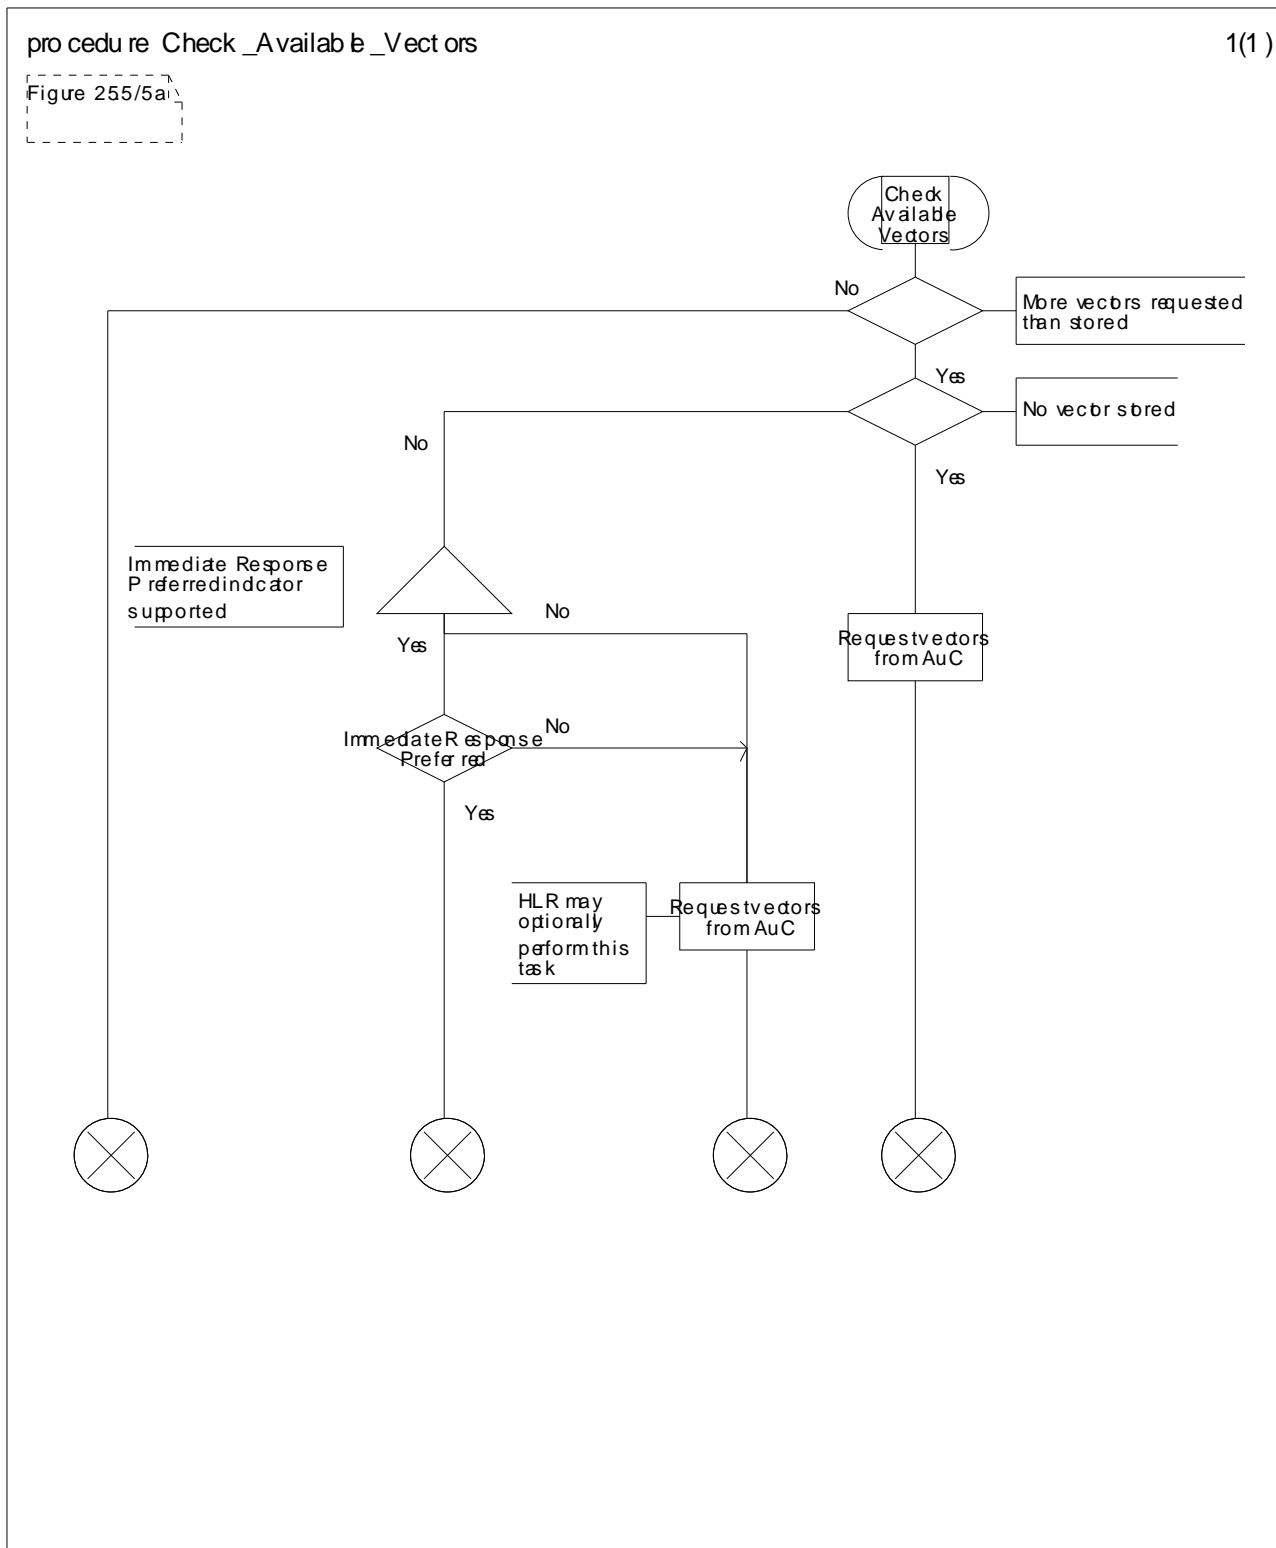 procedure Check_Available_Vectors
1(1)
Figure 25.5/5a
Check
Available
Vectors
No
More vectors requested
than stored
Yes
No vector stored
No
Yes
Immediate Response
Preferred indicator
supported
No
Yes
Request vectors
from AuC
Immediate Response
Preferred
No
Yes
HLR may
optionally
perform this
task
Request vectors
from AuC